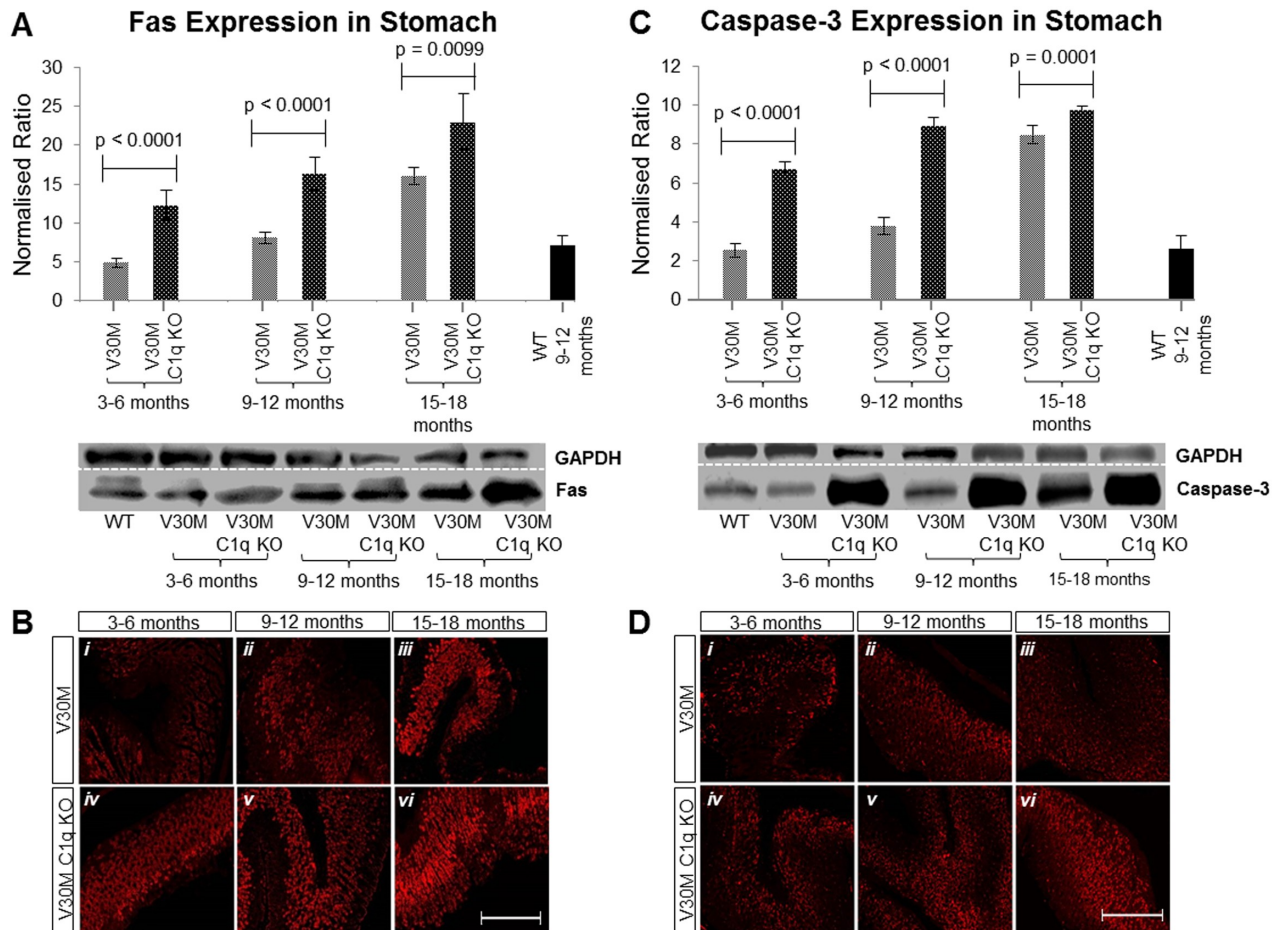 A
Fas Expression in Stomach
Normalised Ratio
30
25
20
15
10
5
0
p < 0.0001
p < 0.0001
p = 0.0099
V30M
V30M C1q KO
V30M
V30M C1q KO
V30M
V30M C1q KO
WT 9-12 months
3-6 months
9-12 months
15-18 months
GAPDH
Fas
WT V30M V30M V30M V30M V30M V30M
C1q KO C1q KO C1q KO
3-6 months 9-12 months 15-18 months
B
3-6 months 9-12 months 15-18 months
V30M
i ii iii
V30M C1q KO
iv v vi
C
Caspase-3 Expression in Stomach
Normalised Ratio
12
10
8
6
4
2
0
p < 0.0001
p < 0.0001
p = 0.0001
V30M
V30M C1q KO
V30M
V30M C1q KO
V30M
V30M C1q KO
WT 9-12 months
3-6 months
9-12 months
15-18 months
GAPDH
Caspase-3
WT V30M V30M V30M V30M V30M V30M
C1q KO C1q KO C1q KO
3-6 months 9-12 months 15-18 months
D
3-6 months 9-12 months 15-18 months
V30M
i ii iii
V30M C1q KO
iv v vi